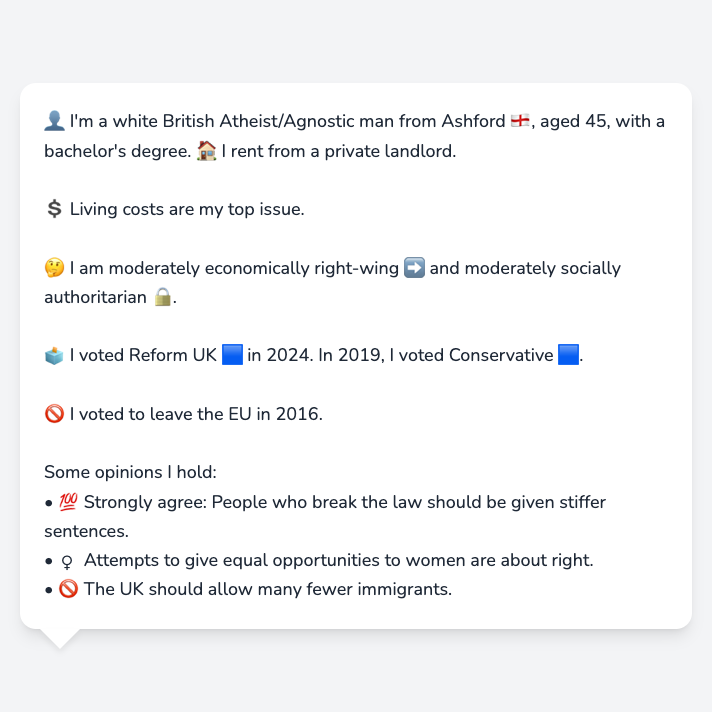 👤 I'm a white British Atheist/Agnostic man from Ashford 🏴󠁧󠁢󠁥󠁮󠁧󠁿, aged 45, with a
bachelor's degree. 🏠 I rent from a private landlord.
💲 Living costs are my top issue.
🤔 I am moderately economically right-wing ➡️ and moderately socially
authoritarian 🔒.
🗳️ I voted Reform UK 🟦 in 2024. In 2019, I voted Conservative 🟦.
🚫 I voted to leave the EU in 2016.
Some opinions I hold:
• 💯 Strongly agree: People who break the law should be given stiffer
sentences.
• ♀ Attempts to give equal opportunities to women are about right.
• 🚫 The UK should allow many fewer immigrants.